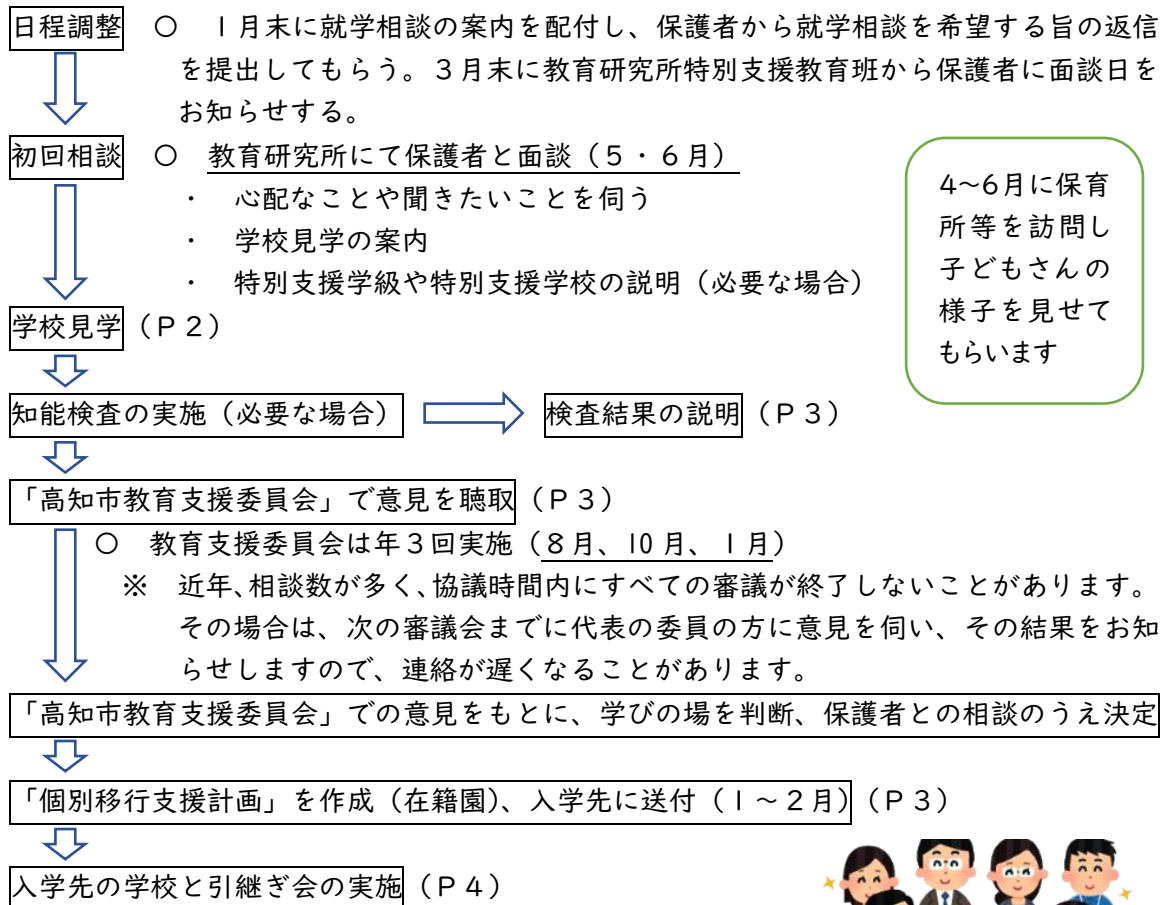 日程調整 〇 1月末に就学相談の案内を配付し、保護者から就学相談を希望する旨の返信
を提出してもらう。3月末に教育研究所特別支援教育班から保護者に面談日を
お知らせする。
初回相談 〇 教育研究所にて保護者と面談(5・6月)
・ 心配なことや聞きたいことを伺う
・ 学校見学の案内
・ 特別支援学級や特別支援学校の説明(必要な場合)
4~6月に保育
所等を訪問し
子どもさんの
様子を見せて
もらいます
学校見学(P2)
知能検査の実施(必要な場合) 検査結果の説明(P3)
「高知市教育支援委員会」で意見を聴取(P3)
〇 教育支援委員会は年3回実施(8月、10月、1月)
※ 近年、相談数が多く、協議時間内にすべての審議が終了しないことがあります。
その場合は、次の審議会までに代表の委員の方に意見を伺い、その結果をお知
らせしますので、連絡が遅くなることがあります。
「高知市教育支援委員会」での意見をもとに、学びの場を判断、保護者との相談のうえ決定
「個別移行支援計画」を作成(在籍園)、入学先に送付(1~2月)(P3)
入学先の学校と引継ぎ会の実施(P4)